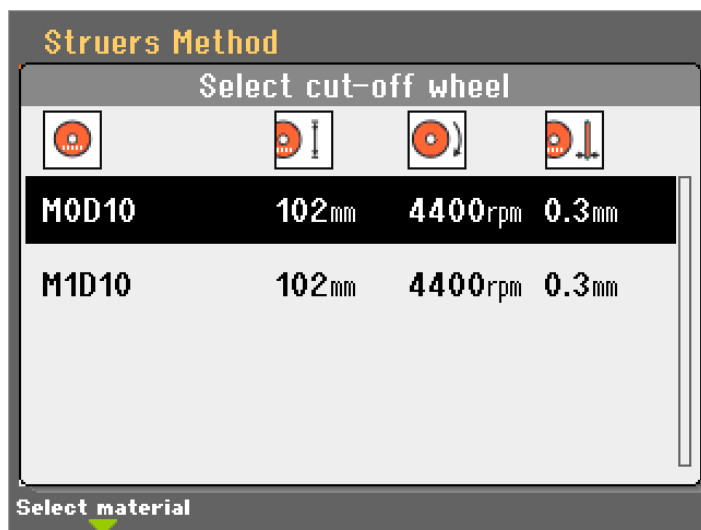 Struers Method
Select cut-off wheel
M0D10 102mm 4400rpm 0.3mm
M1D10 102mm 4400rpm 0.3mm
Select material